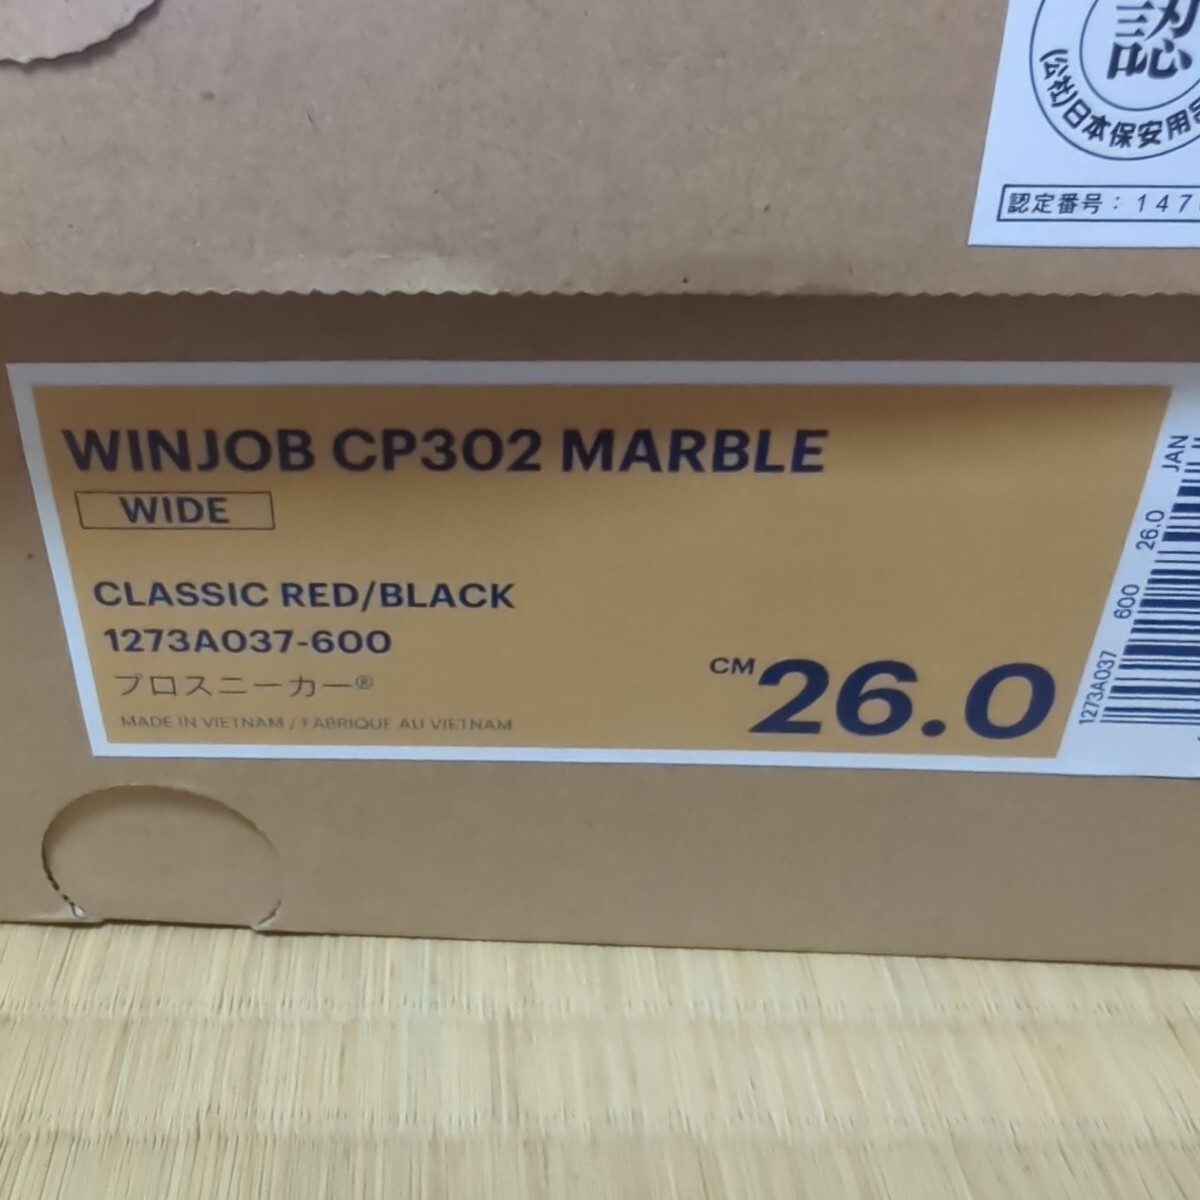 認
(公社)日本保安用品
認定番号：147
WINJOB CP302 MARBLE
WIDE
CLASSIC RED/BLACK
1273A037-600
プロスニーカー®
MADE IN VIETNAM / FABRIQUE AU VIETNAM
CM 26.0
1273A037 600 26.0 JAN